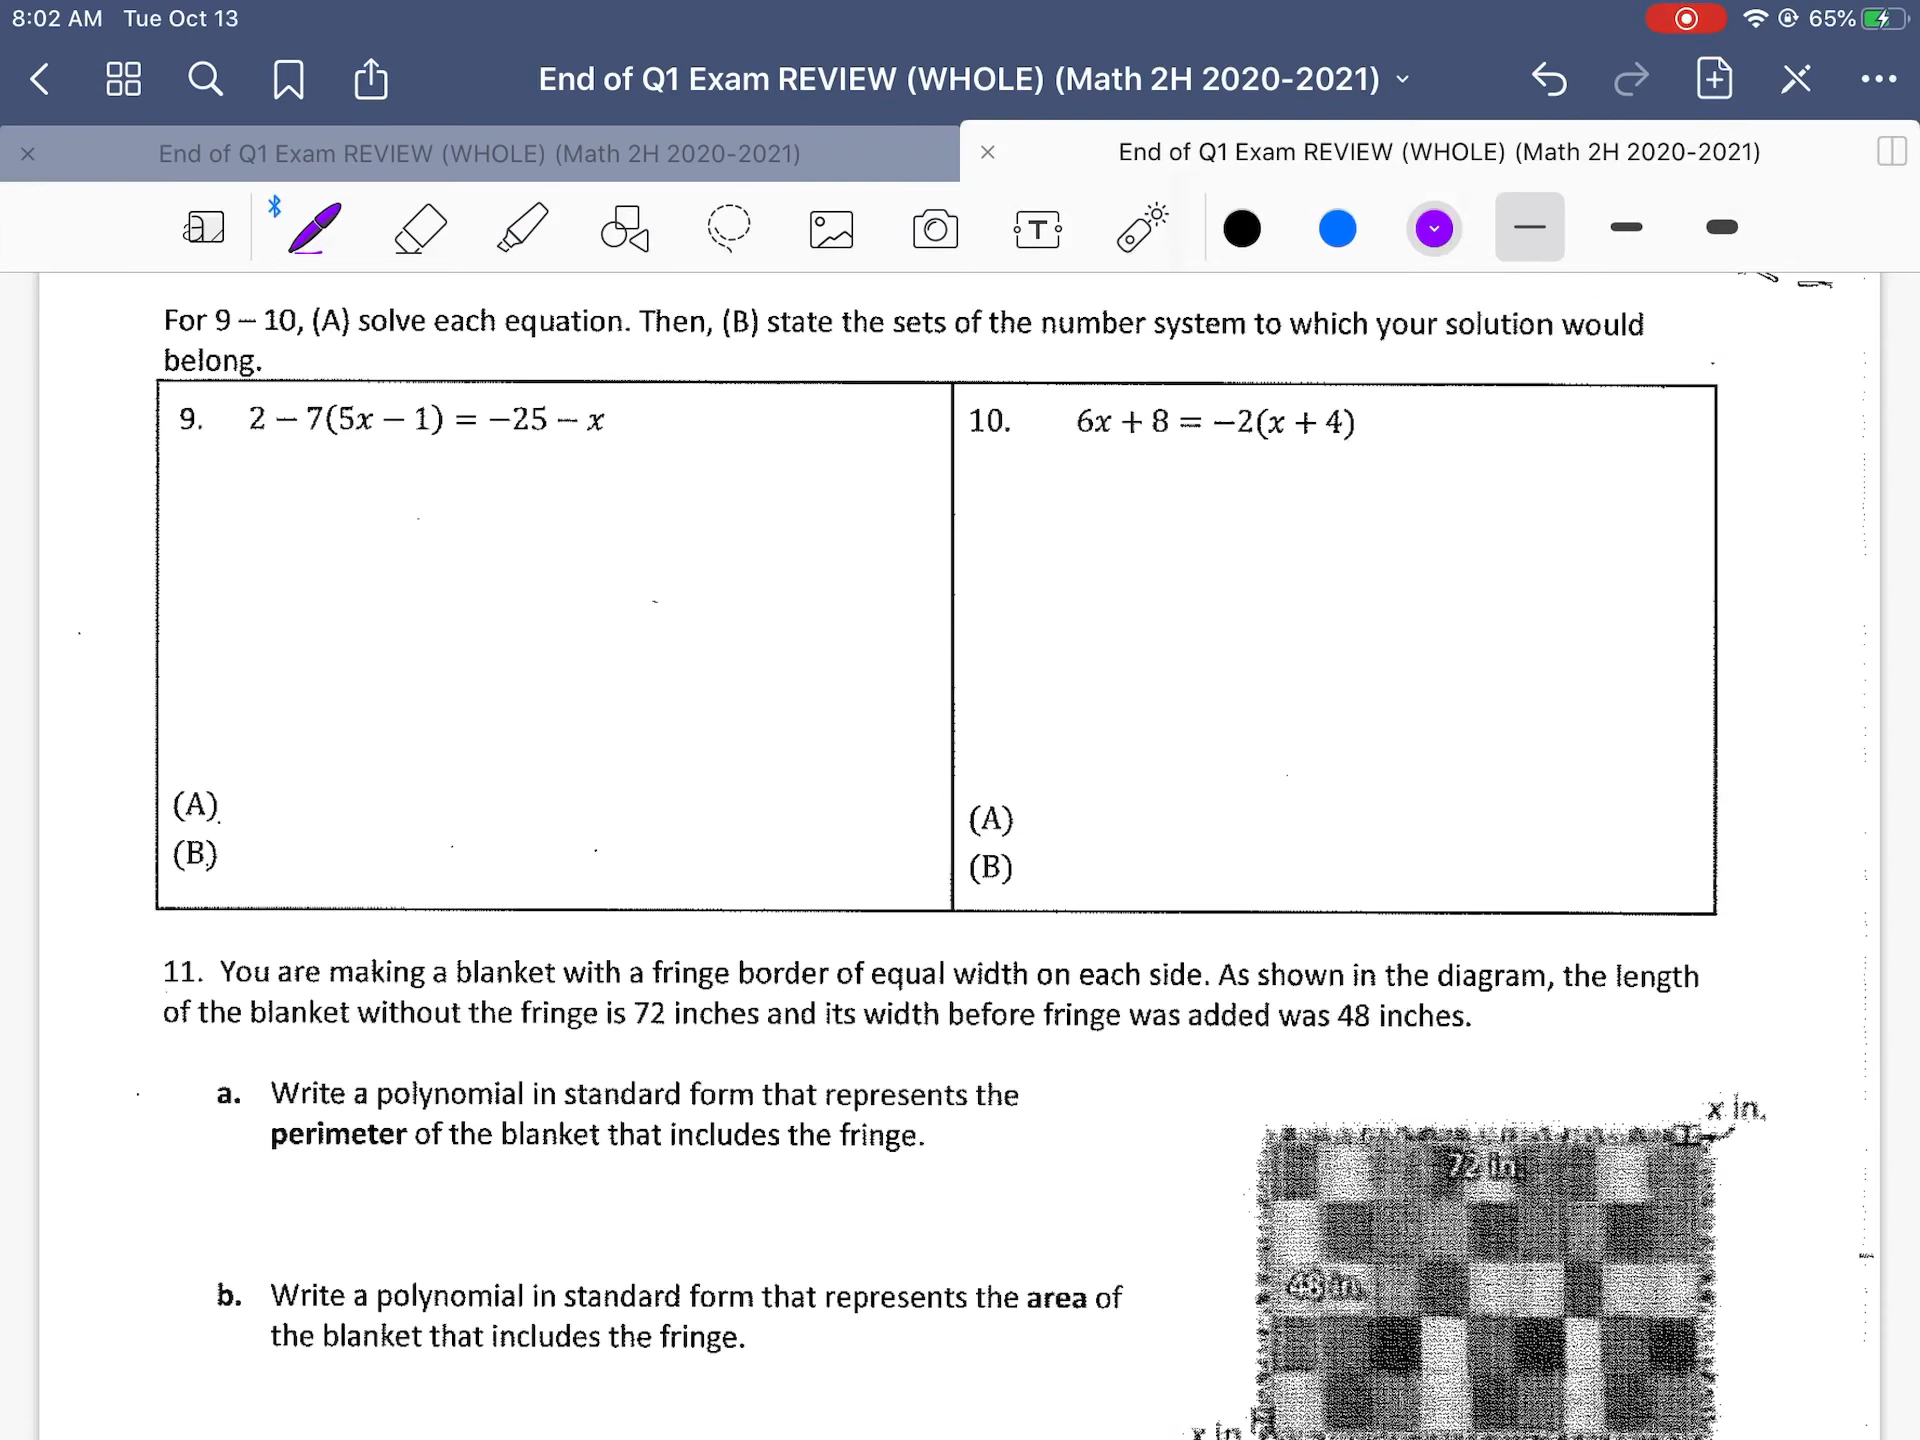 8:02 AM Tue Oct 13
65%
End of Q1 Exam REVIEW (WHOLE) (Math 2H 2020-2021)
End of Q1 Exam REVIEW (WHOLE) (Math 2H 2020-2021)
End of Q1 Exam REVIEW (WHOLE) (Math 2H 2020-2021)
T
For 9 – 10, (A) solve each equation. Then, (B) state the sets of the number system to which your solution would
belong.
9. 2 − 7(5x − 1) = −25 − x
(A)
(B)
10. 6x + 8 = −2(x + 4)
(A)
(B)
11. You are making a blanket with a fringe border of equal width on each side. As shown in the diagram, the length
of the blanket without the fringe is 72 inches and its width before fringe was added was 48 inches.
a. Write a polynomial in standard form that represents the
perimeter of the blanket that includes the fringe.
x in.
72 in.
48 in.
b. Write a polynomial in standard form that represents the area of
the blanket that includes the fringe.
x in